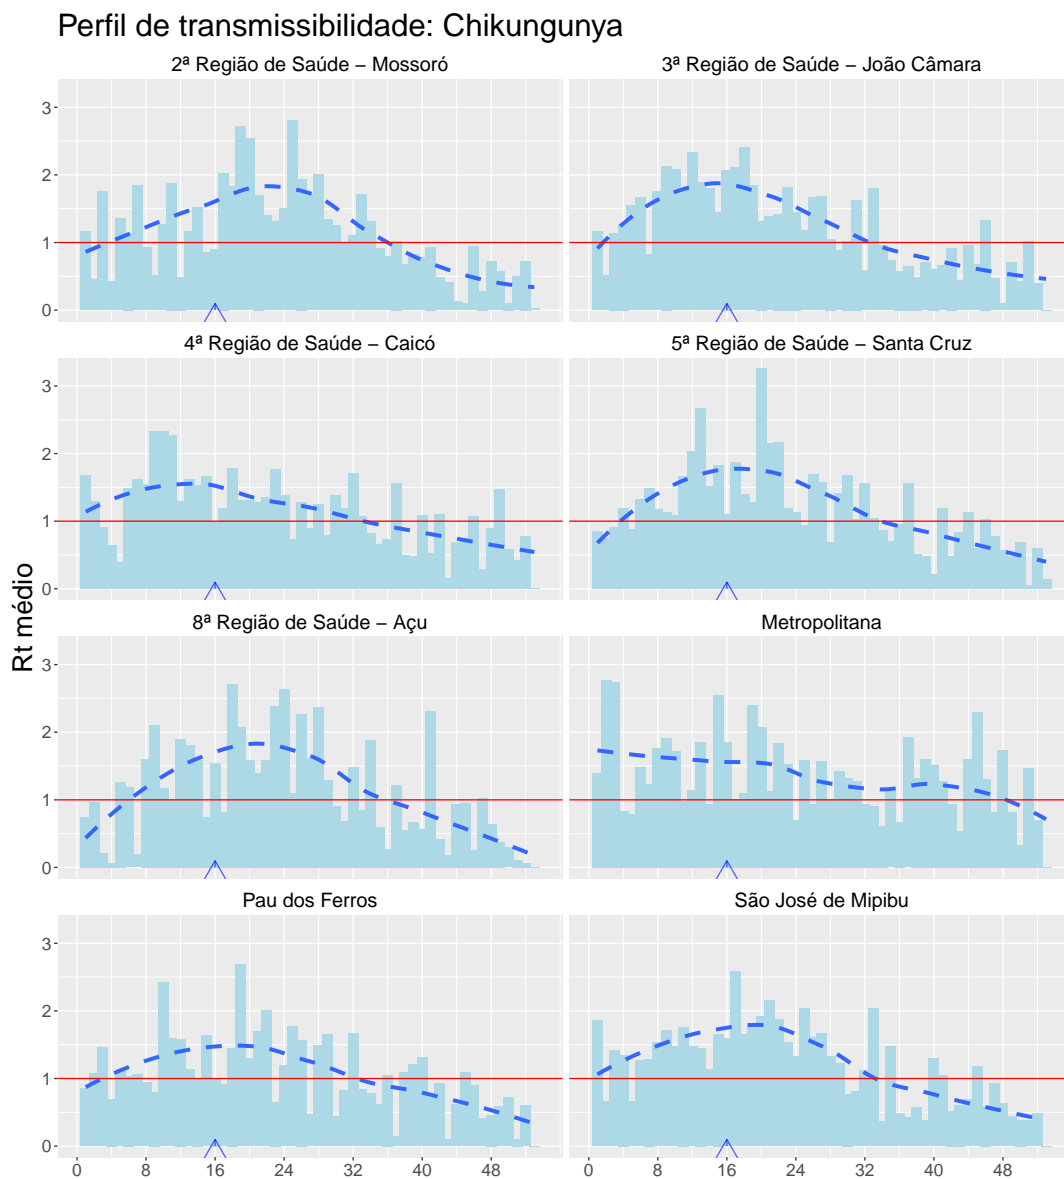 Perfil de transmissibilidade: Chikungunya
2ª Região de Saúde – Mossoró
3ª Região de Saúde – João Câmara
3
2
1
0
4ª Região de Saúde – Caicó
5ª Região de Saúde – Santa Cruz
3
2
1
0
Rt médio
8ª Região de Saúde – Açu
Metropolitana
3
2
1
0
Pau dos Ferros
São José de Mipibu
3
2
1
0
0 8 16 24 32 40 48
0 8 16 24 32 40 48